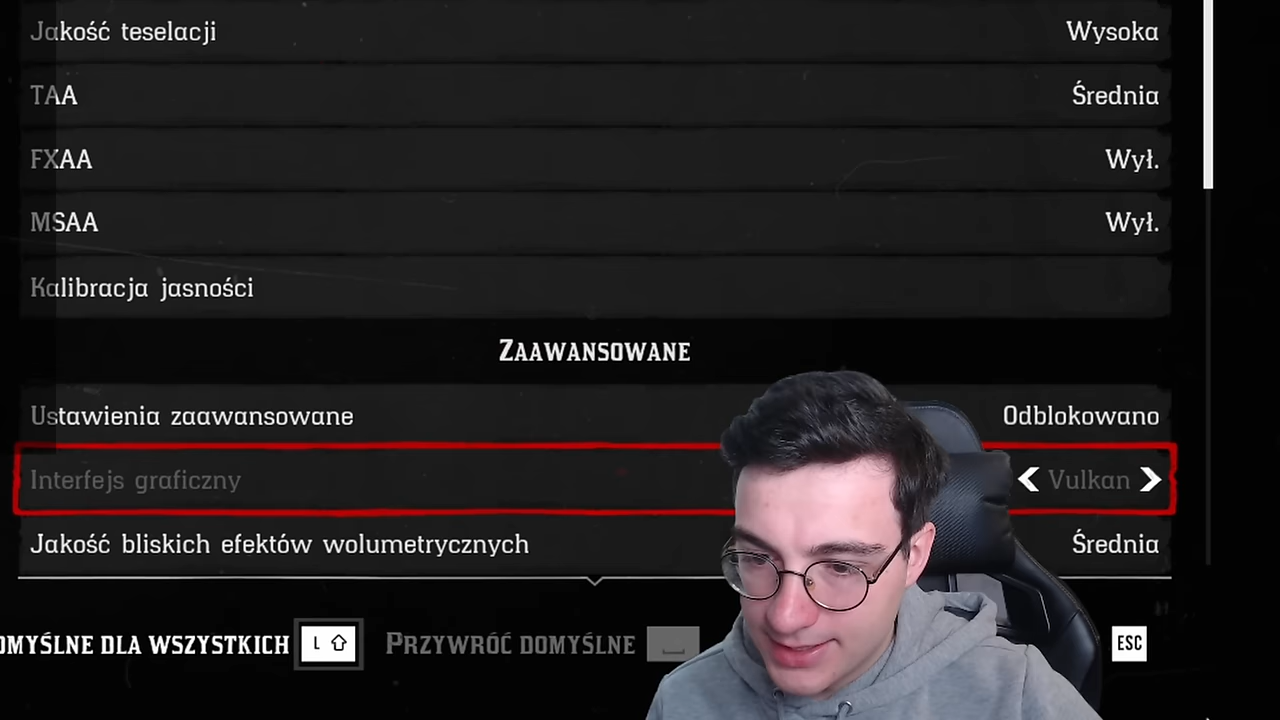 Jakość teselacji Wysoka
TAA Średnia
FXAA Wył.
MSAA Wył.
Kalibracja jasności
Zaawansowane
Ustawienia zaawansowane Odblokowano
Interfejs graficzny Vulkan
Jakość bliskich efektów wolumetrycznych Średnia
OMYŚLNE DLA WSZYSTKICH L PRZYWRÓĆ DOMYŚLNE ESC